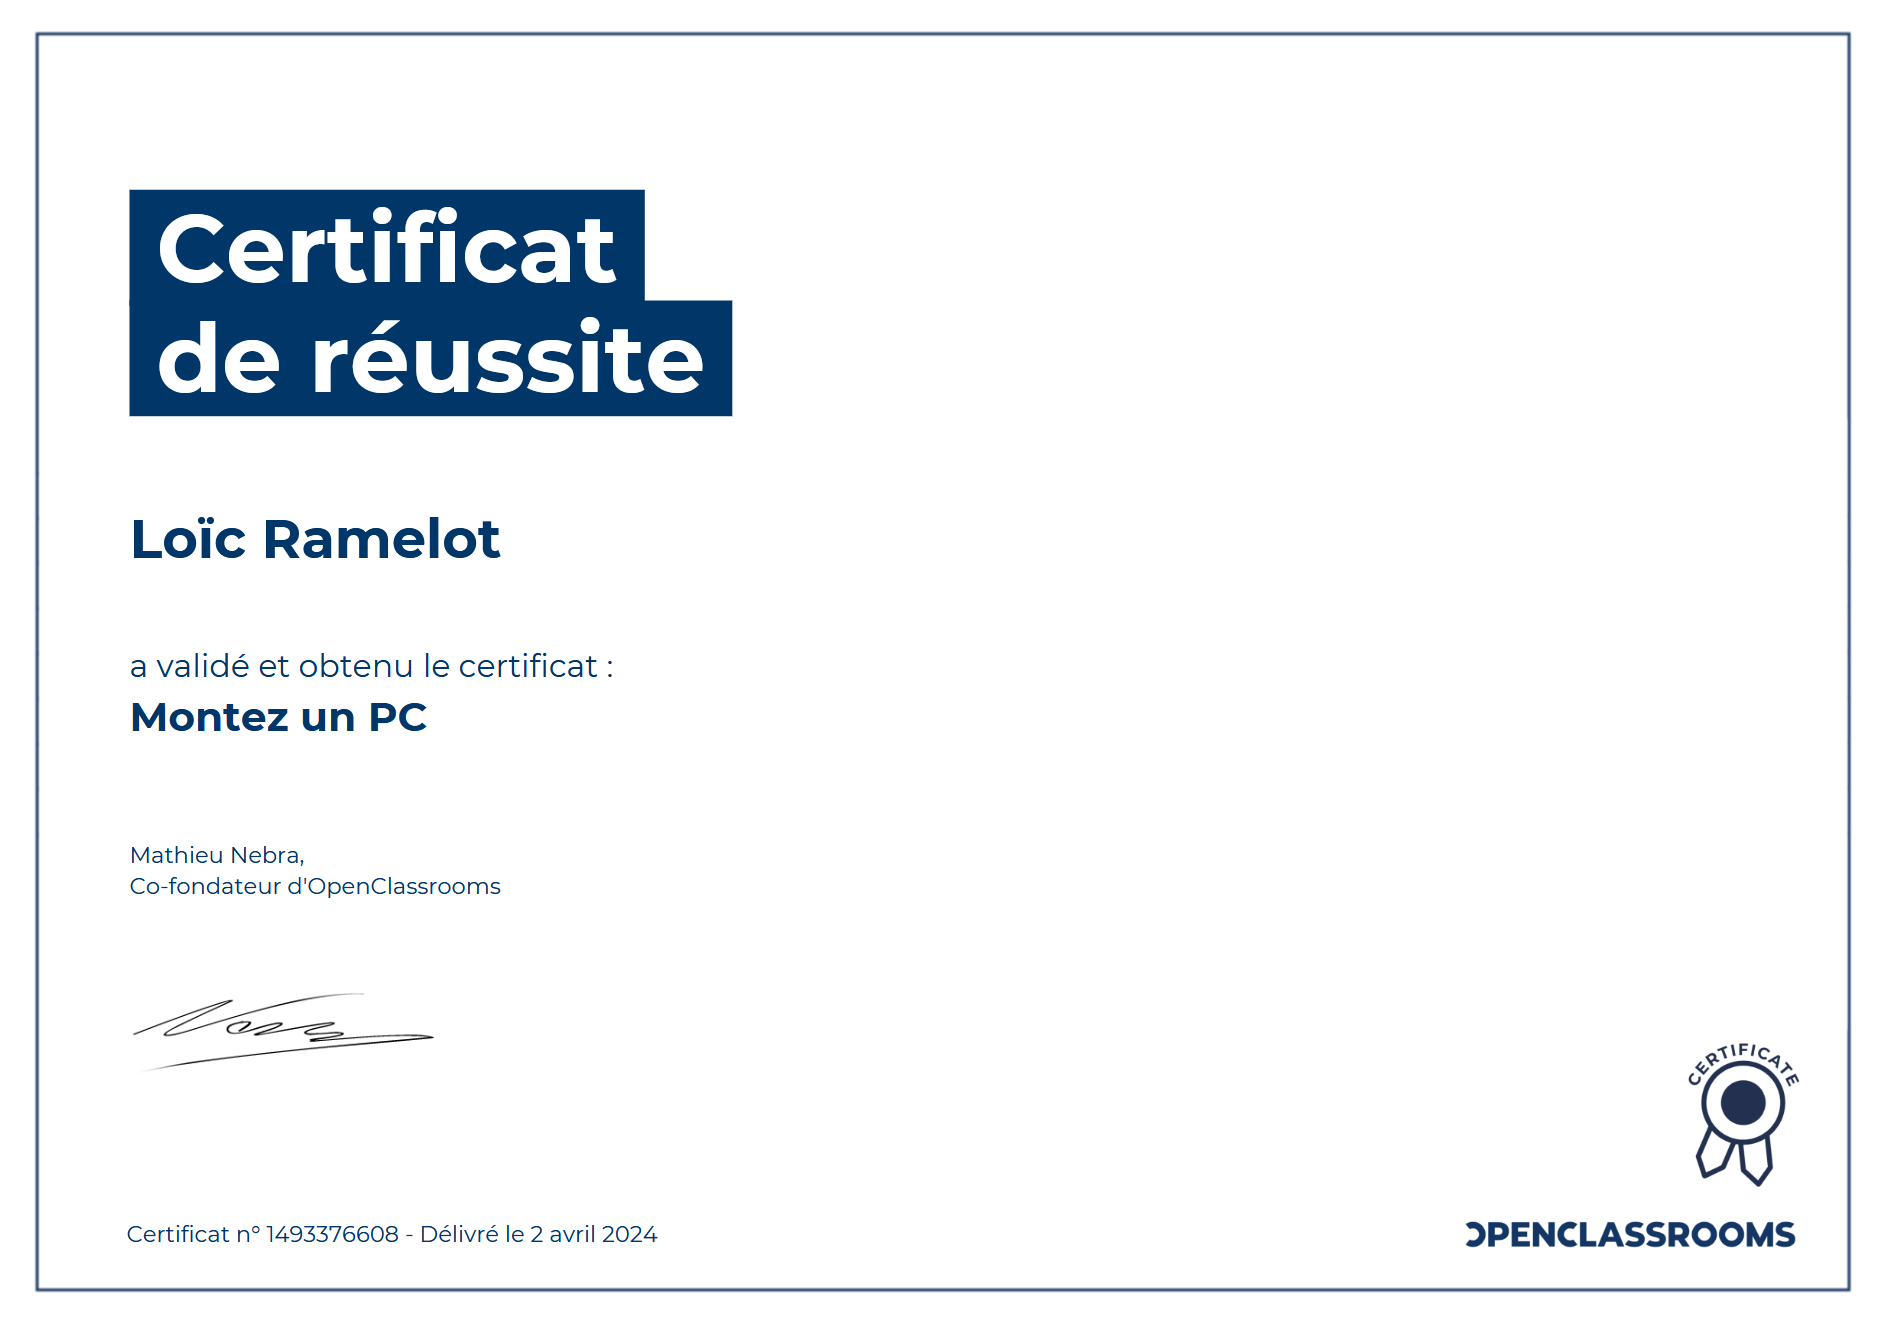 Certificat
de réussite
Loïc Ramelot
a validé et obtenu le certificat :
Montez un PC
Mathieu Nebra,
Co-fondateur d'OpenClassrooms
CERTIFICATE
Certificat n° 1493376608 - Délivré le 2 avril 2024
OPENCLASSROOMS